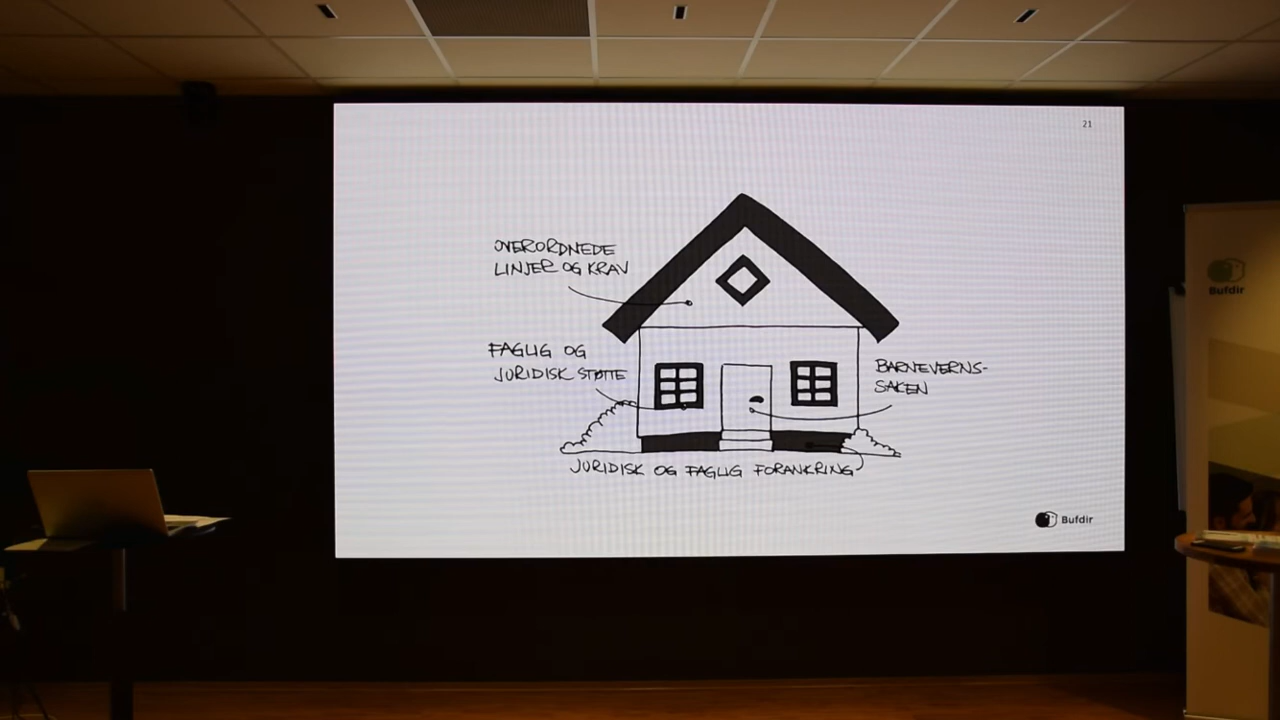 21
OVERORDNEDE
LINJER OG KRAV
Bufdir
FAGLIG OG
JURIDISK STØTTE
BARNEVERNS-
SAKEN
JURIDISK OG FAGLIG FORANKRING
Bufdir